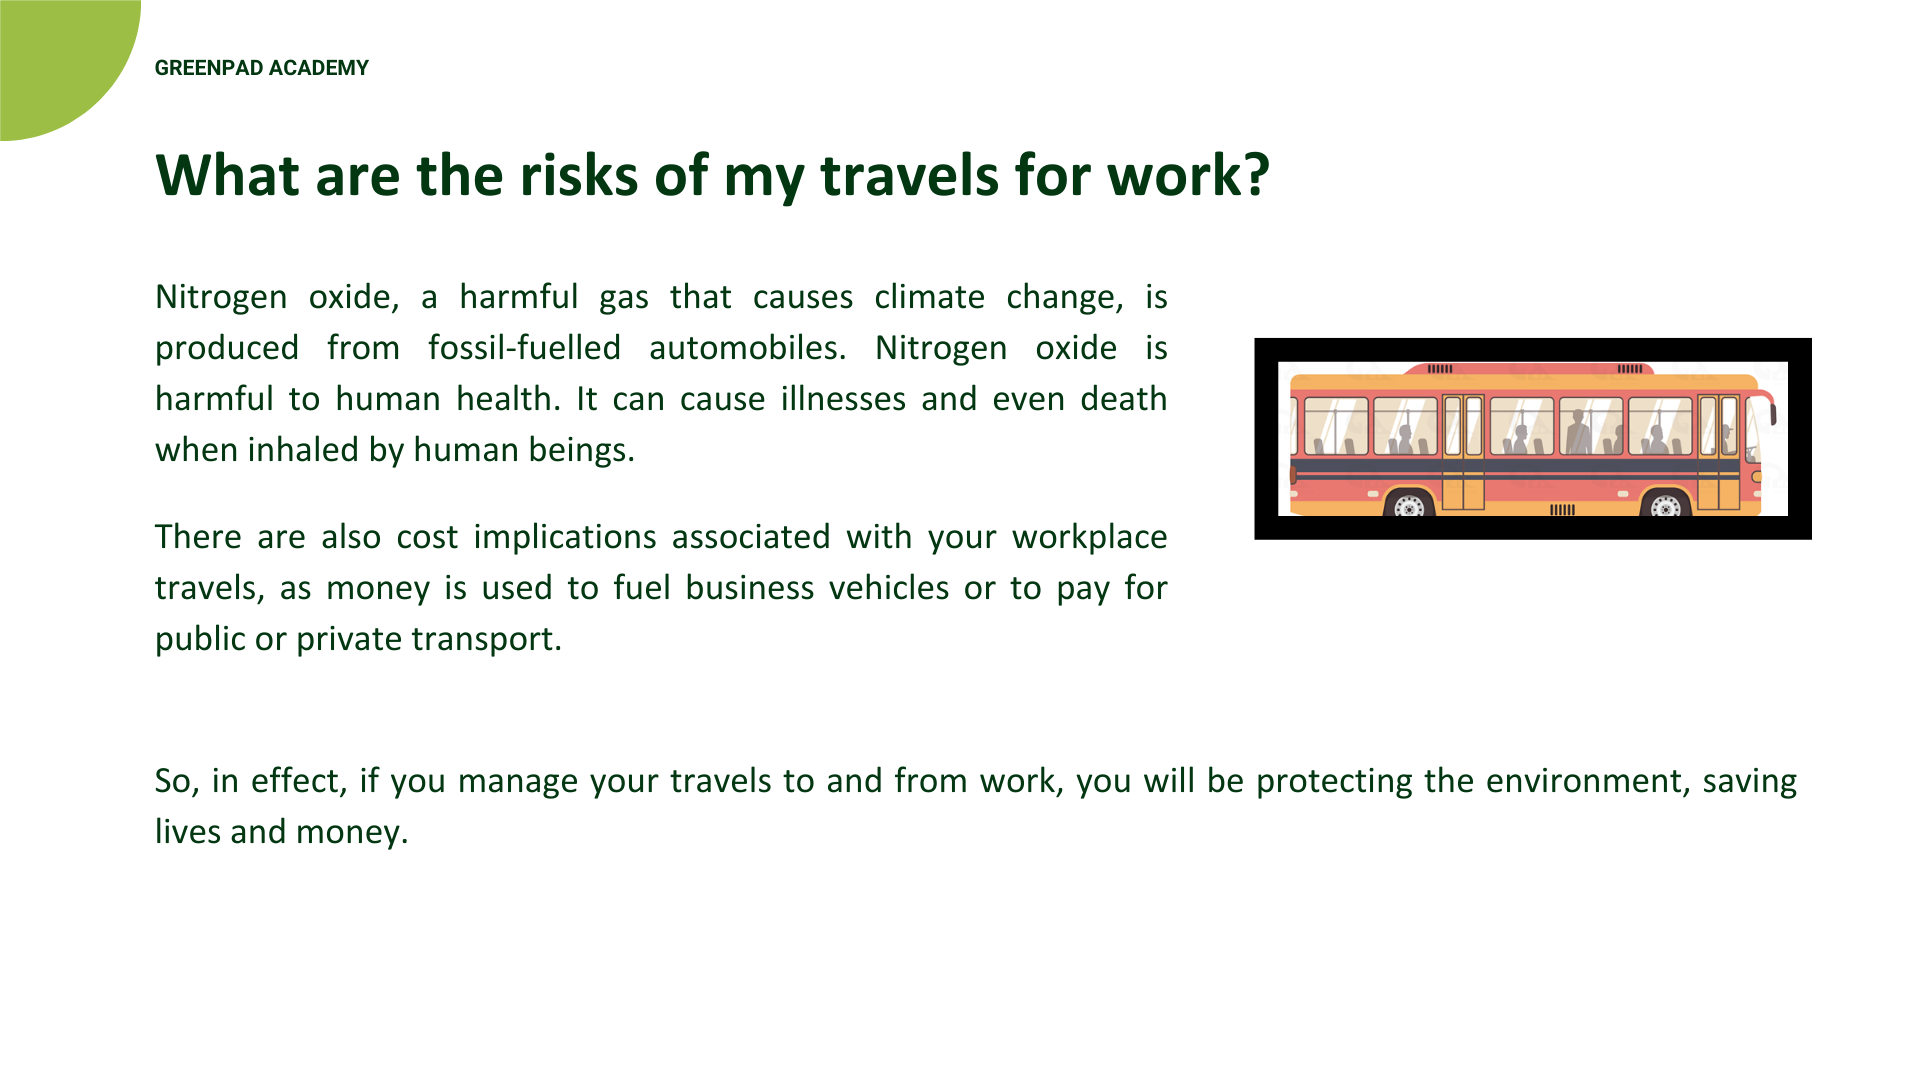 GREENPAD ACADEMY
What are the risks of my travels for work?
Nitrogen oxide, a harmful gas that causes climate change, is
produced from fossil-fuelled automobiles. Nitrogen oxide is
harmful to human health. It can cause illnesses and even death
when inhaled by human beings.
There are also cost implications associated with your workplace
travels, as money is used to fuel business vehicles or to pay for
public or private transport.
So, in effect, if you manage your travels to and from work, you will be protecting the environment, saving
lives and money.